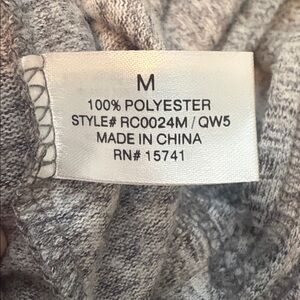 M
100% POLYESTER
STYLE# RC0024M / QW5
MADE IN CHINA
RN# 15741